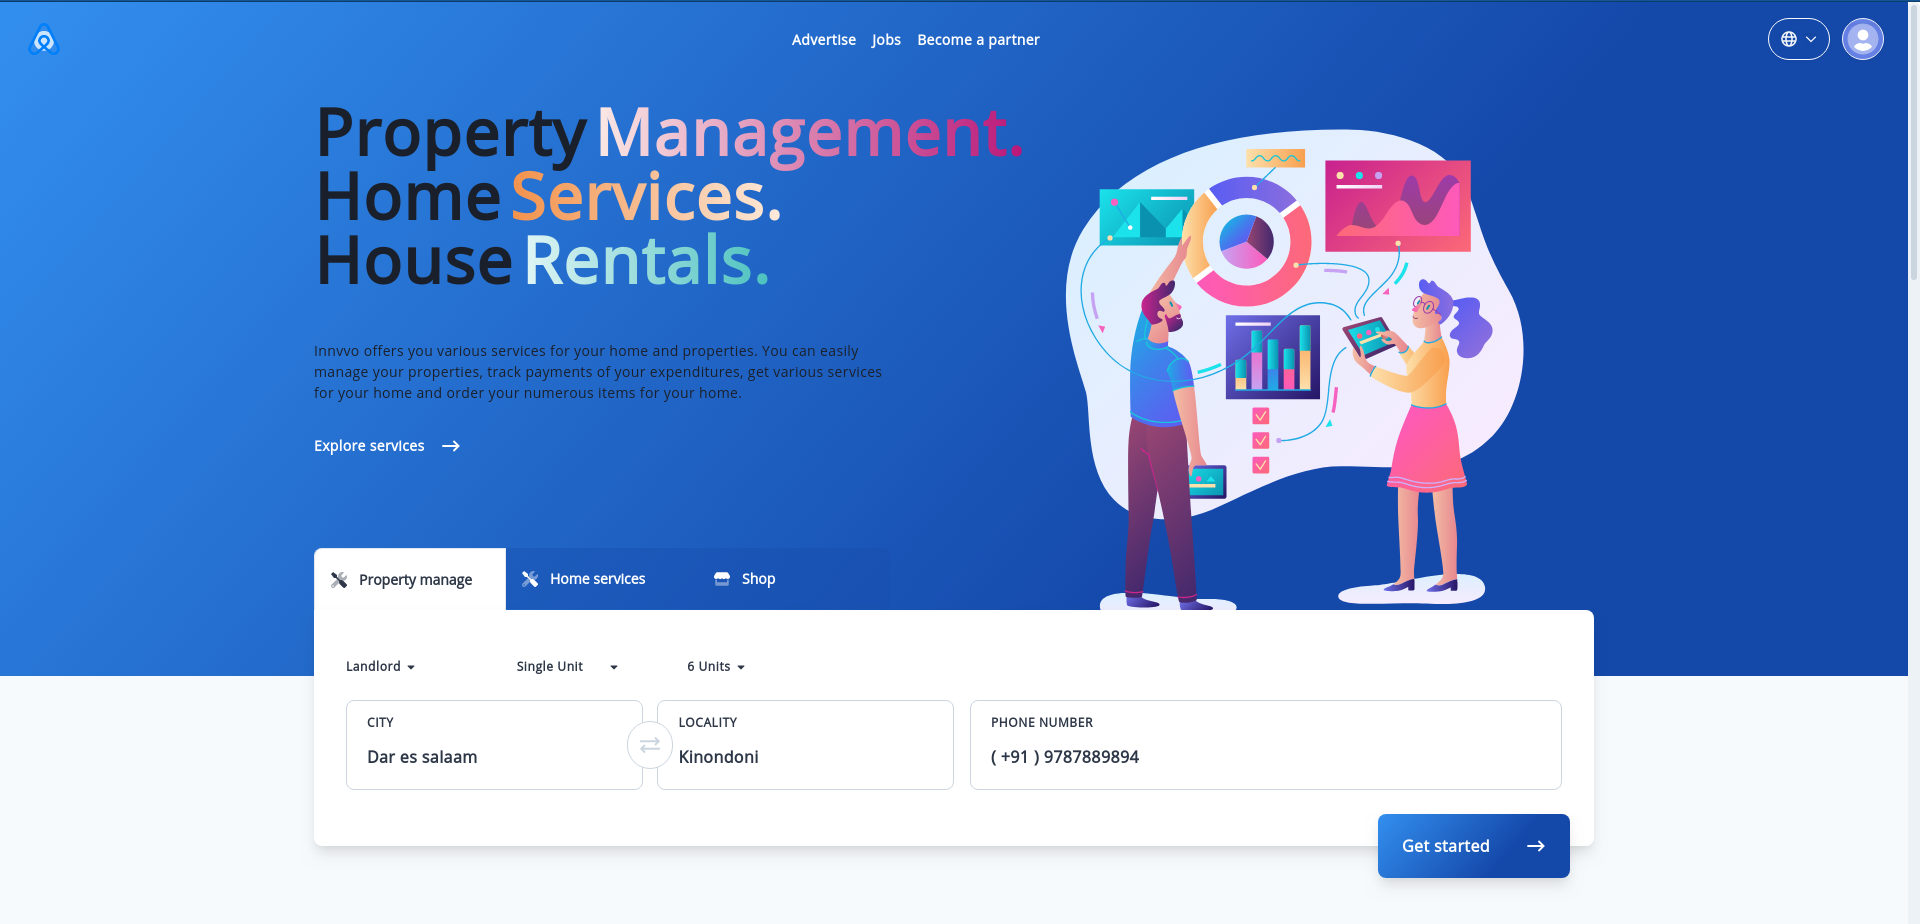 Advertise Jobs Become a partner
Property Management.
Home Services.
House Rentals.
Innvvo offers you various services for your home and properties. You can easily
manage your properties, track payments of your expenditures, get various services
for your home and order your numerous items for your home.
Explore services
Property manage Home services Shop
Landlord Single Unit 6 Units
CITY LOCALITY PHONE NUMBER
Dar es salaam Kinondoni ( +91 ) 9787889894
Get started